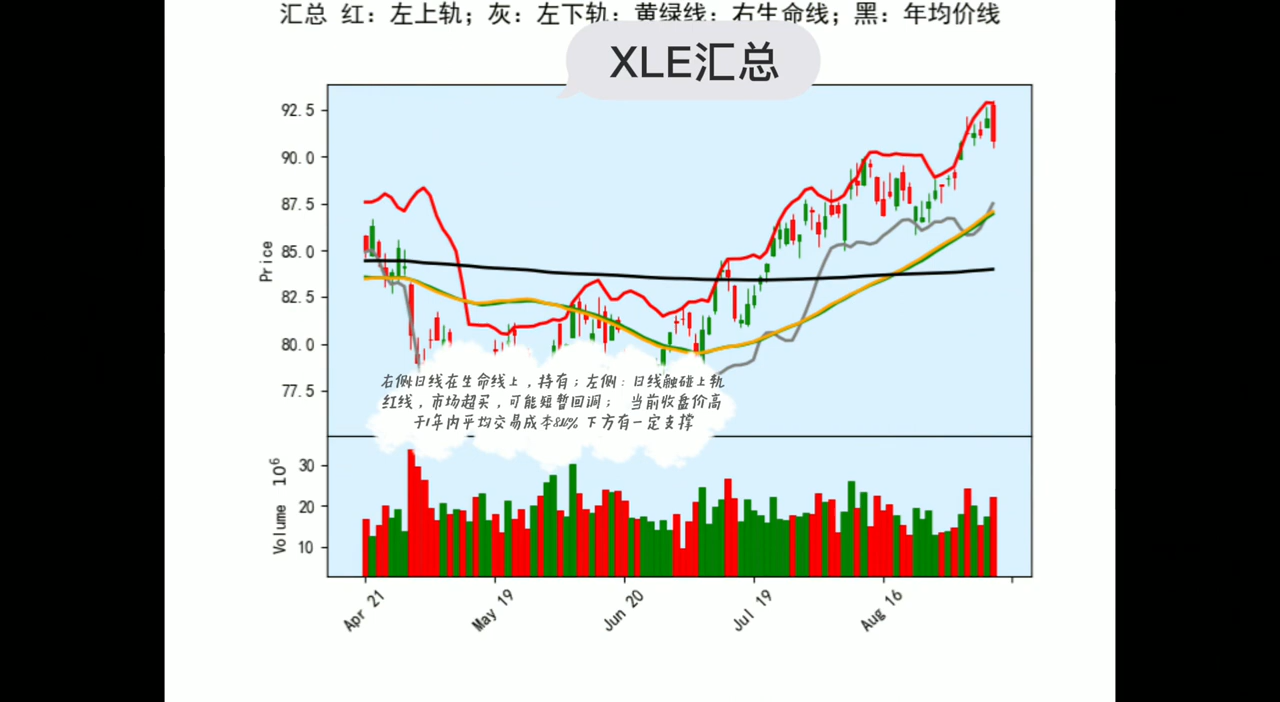 汇总 红：左上轨；灰：左下轨；黄绿线：右生命线；黑：年均价线
XLE汇总
92.5
90.0
87.5
85.0
82.5
80.0
77.5
Price
右侧:日线在生命线上，持有；左侧：日线触碰上轨
红线，市场超买，可能短暂回调； 当前收盘价高
于1年内平均交易成本 下方有一定支撑
30
20
10
Volume 10⁶
Apr 21
May 19
Jun 20
Jul 19
Aug 16